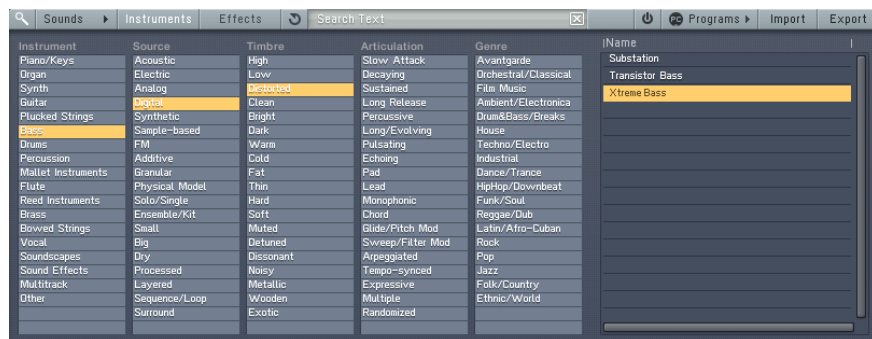 Sounds Instruments Effects Search Text PC Programs Import Export
Instrument Source Timbre Articulation Genre Name
Piano/Keys Acoustic High Slow Attack Avantgarde Substation
Organ Electric Low Decaying Orchestral/Classical Transistor Bass
Synth Analog Distorted Sustained Film Music Xtreme Bass
Guitar Digital Clean Long Release Ambient/Electronica
Plucked Strings Synthetic Bright Percussive Drum&Bass/Breaks
Bass Sample-based Dark Long/Evolving House
Drums FM Warm Pulsating Techno/Electro
Percussion Additive Cold Echoing Industrial
Mallet Instruments Granular Fat Pad Dance/Trance
Flute Physical Model Thin Lead HipHop/Downbeat
Reed Instruments Solo/Single Hard Monophonic Funk/Soul
Brass Ensemble/Kit Soft Chord Reggae/Dub
Bowed Strings Small Muted Glide/Pitch Mod Latin/Afro-Cuban
Vocal Big Detuned Sweep/Filter Mod Rock
Soundscapes Dry Dissonant Arpeggiated Pop
Sound Effects Processed Noisy Tempo-synced Jazz
Multitrack Layered Metallic Expressive Folk/Country
Other Sequence/Loop Wooden Multiple Ethnic/World
Surround Exotic Randomized